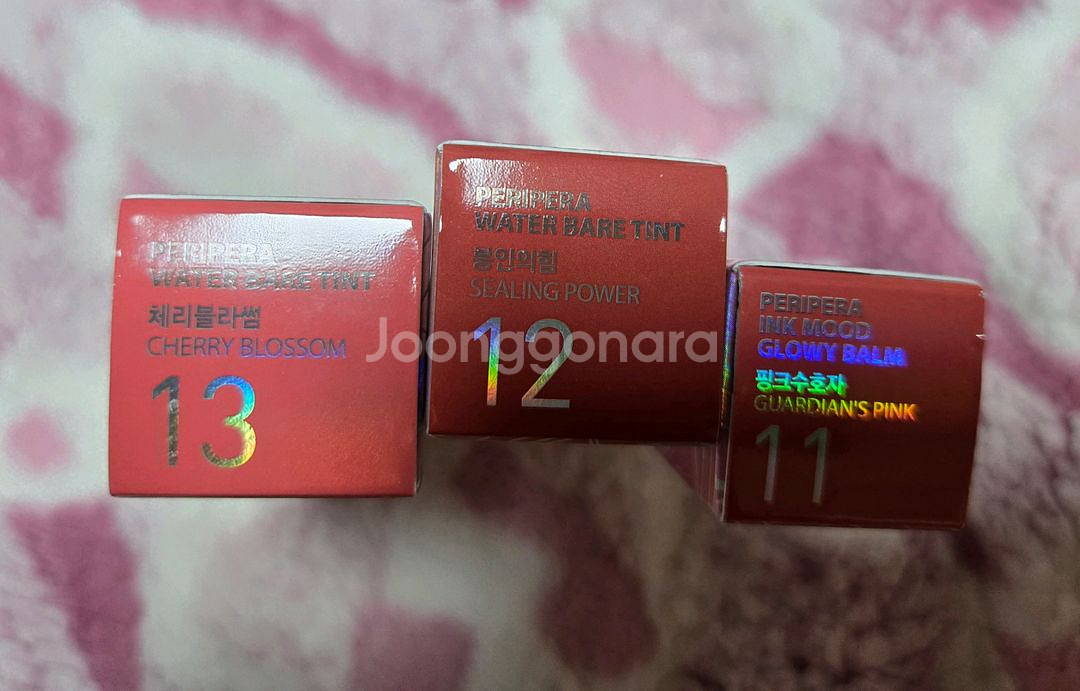 PERIPERA
WATER BARE TINT
체리블라썸
CHERRY BLOSSOM
13
PERIPERA
WATER BARE TINT
봉인의힘
SEALING POWER
12
PERIPERA
INK MOOD
GLOWY BALM
핑크수호자
GUARDIAN'S PINK
11
Joonggonara